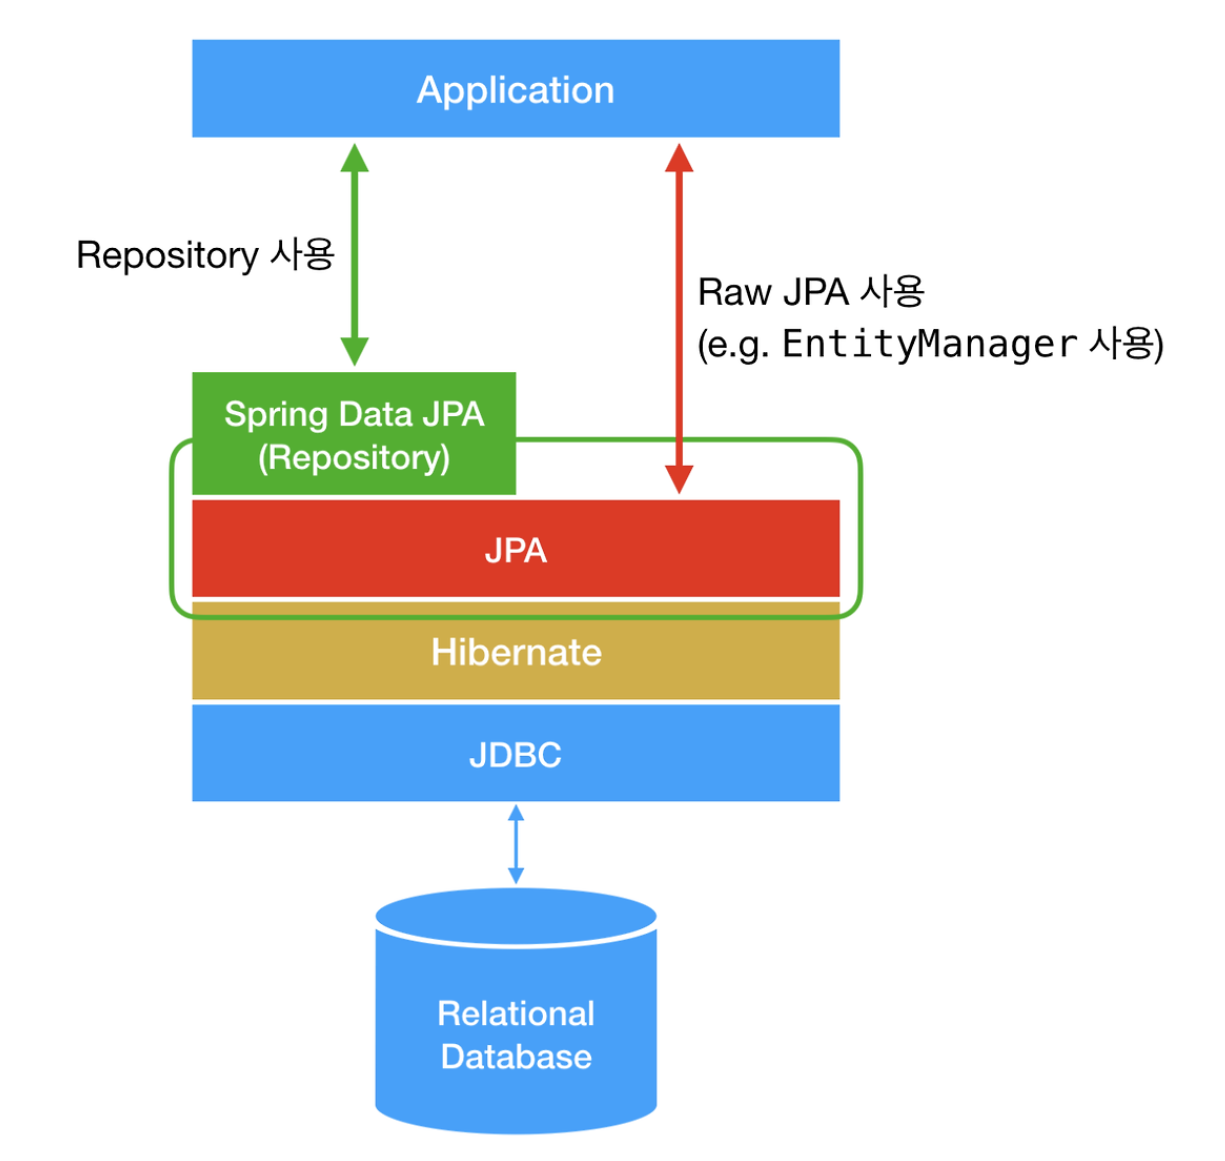 Application
Repository 사용
Raw JPA 사용
(e.g. EntityManager 사용)
Spring Data JPA
(Repository)
JPA
Hibernate
JDBC
Relational
Database